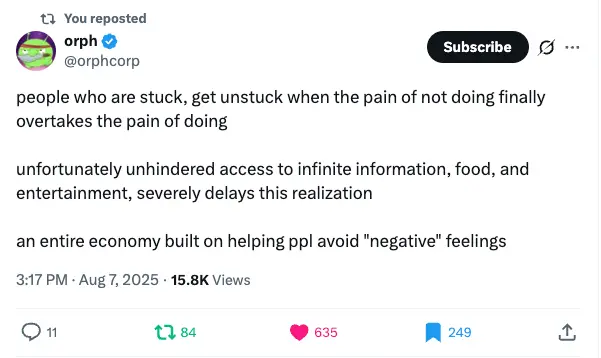 You reposted
orph
@orphcorp
Subscribe
people who are stuck, get unstuck when the pain of not doing finally
overtakes the pain of doing
unfortunately unhindered access to infinite information, food, and
entertainment, severely delays this realization
an entire economy built on helping ppl avoid "negative" feelings
3:17 PM · Aug 7, 2025 · 15.8K Views
11 84 635 249